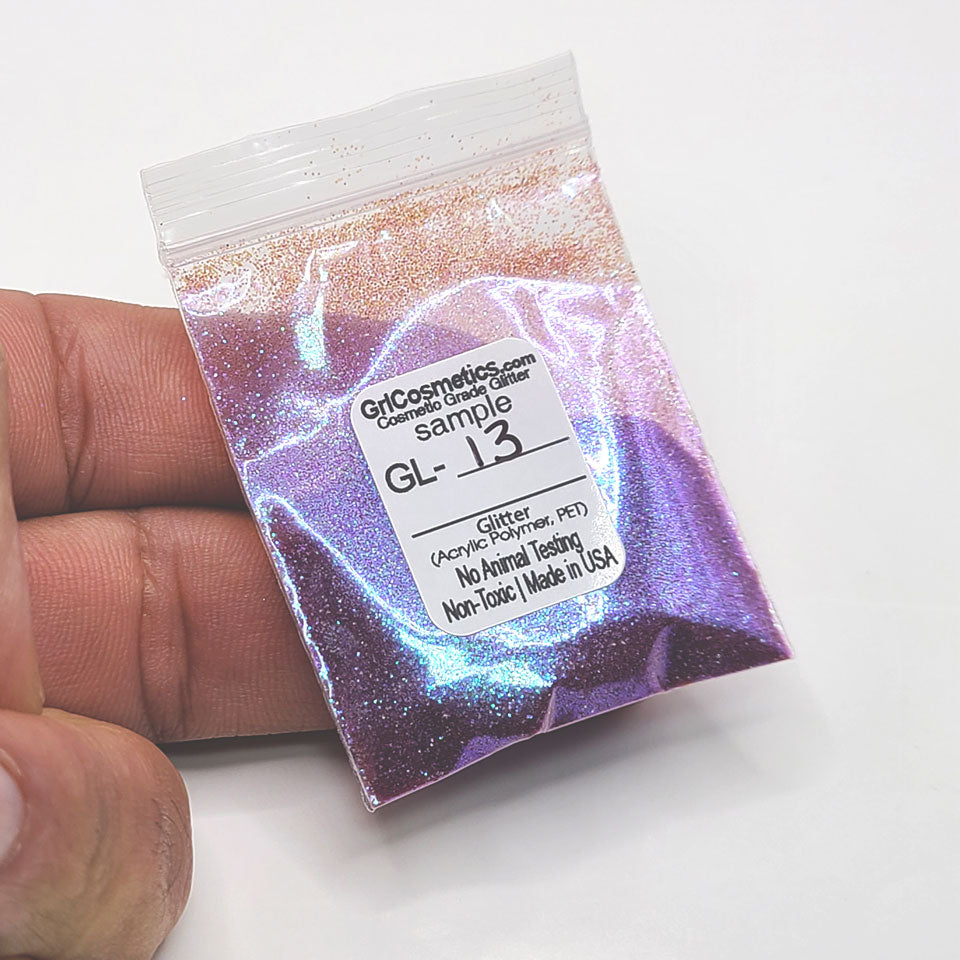 GrlCosmetics.com
Cosmetic Grade Glitter
sample
GL- 13
Glitter
(Acrylic Polymer, PET)
No Animal Testing
Non-Toxic | Made in USA